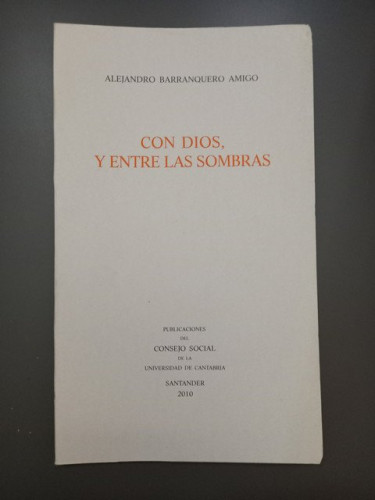 ALEJANDRO BARRANQUERO AMIGO
CON DIOS,
Y ENTRE LAS SOMBRAS
PUBLICACIONES
DEL
CONSEJO SOCIAL
DE LA
UNIVERSIDAD DE CANTABRIA
SANTANDER
2010